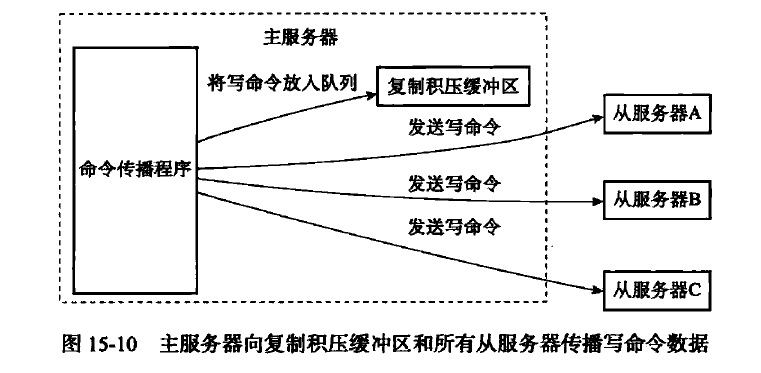 主服务器
将写命令放入队列
复制积压缓冲区
发送写命令
从服务器A
命令传播程序
发送写命令
从服务器B
发送写命令
从服务器C
图 15-10 主服务器向复制积压缓冲区和所有从服务器传播写命令数据